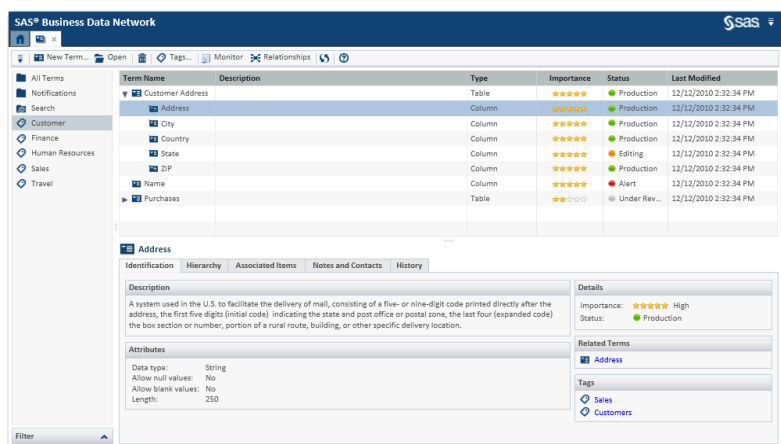 SAS® Business Data Network
sas
New Term... Open Tags... Monitor Relationships
All Terms
Notifications
Search
Customer
Finance
Human Resources
Sales
Travel
Filter
Term Name Description Type Importance Status Last Modified
Customer Address Table Production 12/12/2010 2:32:34 PM
Address Column Production 12/12/2010 2:32:34 PM
City Column Production 12/12/2010 2:32:34 PM
Country Column Production 12/12/2010 2:32:34 PM
State Column Editing 12/12/2010 2:32:34 PM
ZIP Column Production 12/12/2010 2:32:34 PM
Name Column Alert 12/12/2010 2:32:34 PM
Purchases Table Under Rev... 12/12/2010 2:32:34 PM
Address
Identification Hierarchy Associated Items Notes and Contacts History
Description
A system used in the U.S. to facilitate the delivery of mail, consisting of a five- or nine-digit code printed directly after the
address, the first five digits (initial code) indicating the state and post office or postal zone, the last four (expanded code)
the box section or number, portion of a rural route, building, or other specific delivery location.
Attributes
Data type: String
Allow null values: No
Allow blank values: No
Length: 250
Details
Importance: High
Status: Production
Related Terms
Address
Tags
Sales
Customers